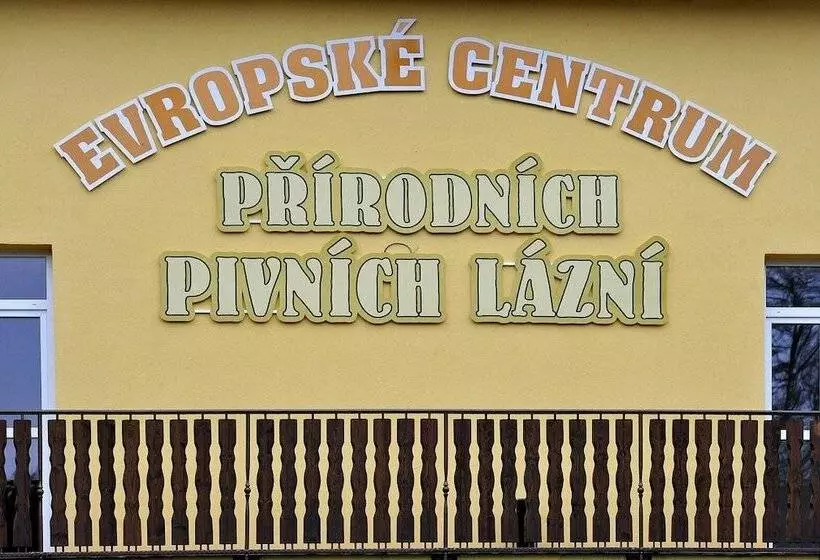 EVROPSKÉ CENTRUM
PŘÍRODNÍCH
PIVNÍCH LÁZNÍ